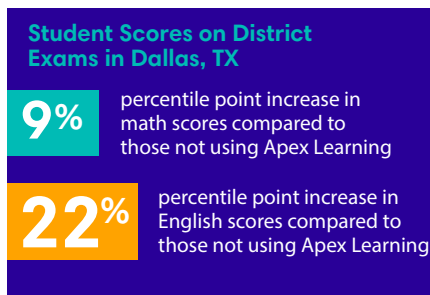 Student Scores on District
Exams in Dallas, TX
9%
percentile point increase in
math scores compared to
those not using Apex Learning
22%
percentile point increase in
English scores compared to
those not using Apex Learning